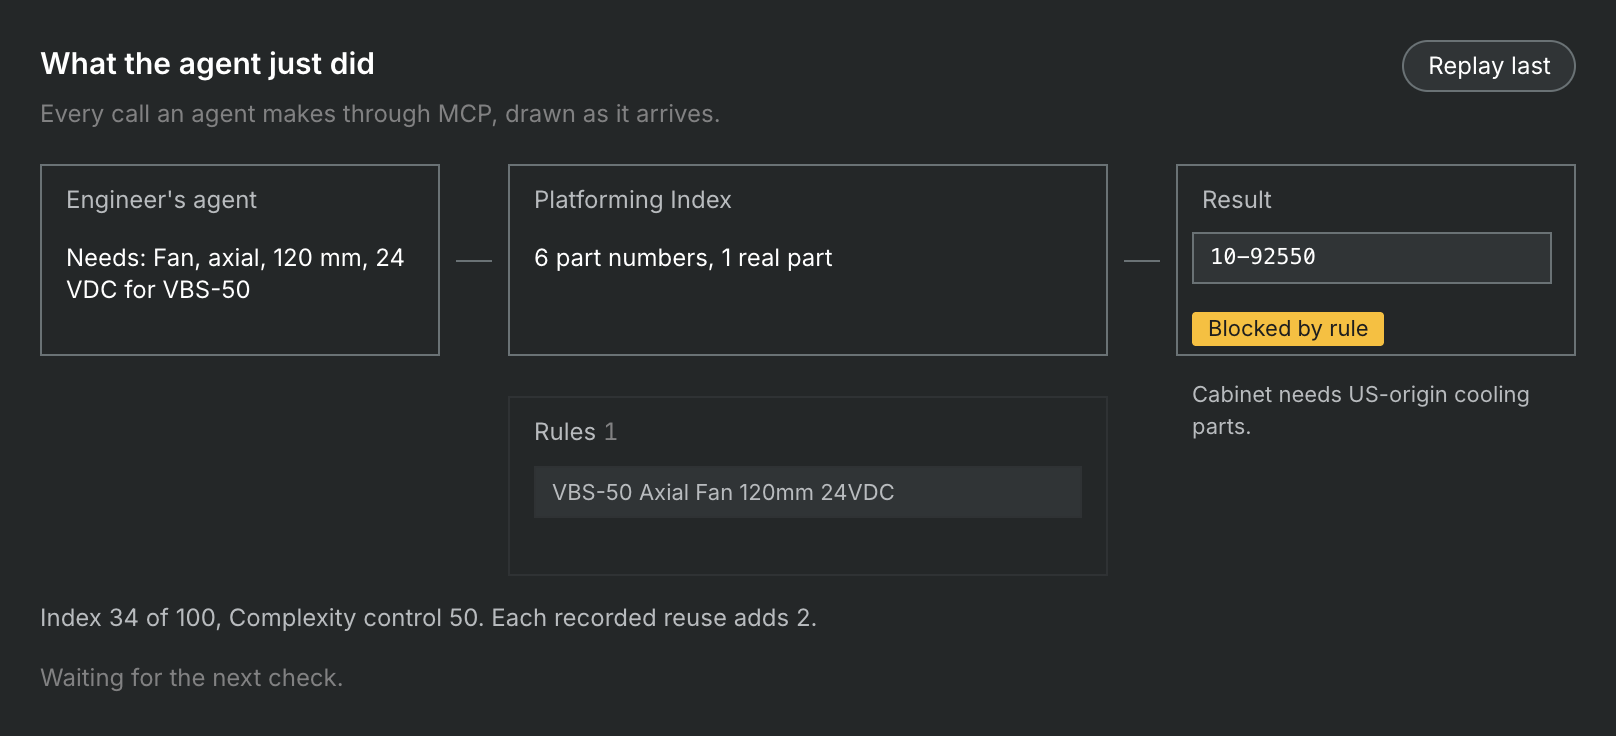 What the agent just did
Replay last
Every call an agent makes through MCP, drawn as it arrives.
Engineer's agent
Needs: Fan, axial, 120 mm, 24
VDC for VBS-50
Platforming Index
6 part numbers, 1 real part
Result
10-92550
Blocked by rule
Cabinet needs US-origin cooling
parts.
Rules 1
VBS-50 Axial Fan 120mm 24VDC
Index 34 of 100, Complexity control 50. Each recorded reuse adds 2.
Waiting for the next check.